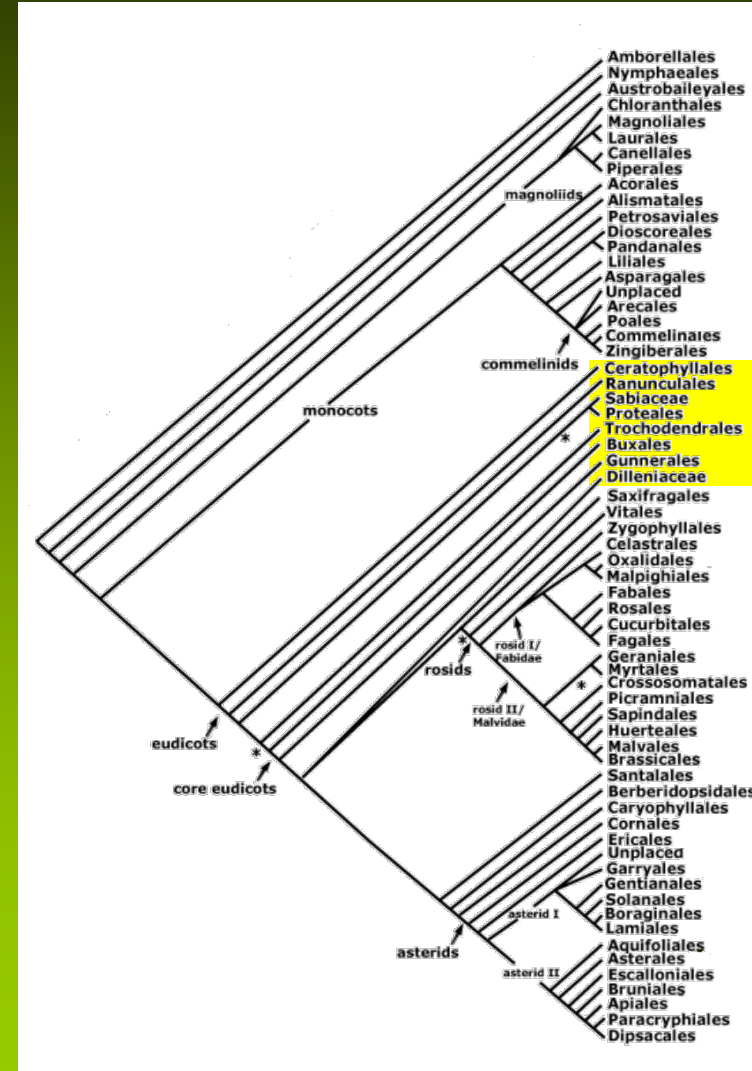 Amborellales
Nymphaeales
Austrobaileyales
Chloranthales
Magnoliales
Laurales
Canellales
Piperales
magnoliids
Acorales
Alismatales
Petrosaviales
Dioscoreales
Pandanales
Liliales
Asparagales
Unplaced
Arecales
Poales
Commelinales
Zingiberales
commelinids
monocots
Ceratophyllales
Ranunculales
Sabiaceae
Proteales
*
Trochodendrales
Buxales
Gunnerales
Dilleniaceae
Saxifragales
Vitales
Zygophyllales
Celastrales
Oxalidales
Malpighiales
Fabales
Rosales
Cucurbitales
Fagales
*
rosids
rosid I/
Fabidae
rosid II/
Malvidae
Geraniales
Myrtales
*
Crossosomatales
Picramniales
Sapindales
Huerteales
Malvales
Brassicales
eudicots
*
core eudicots
Santalales
Berberidopsidales
Caryophyllales
Cornales
Ericales
Unplaced
Garryales
Gentianales
Solanales
Boraginales
Lamiales
asterid I
asterids
asterid II
Aquifoliales
Asterales
Escalloniales
Bruniales
Apiales
Paracryphiales
Dipsacales